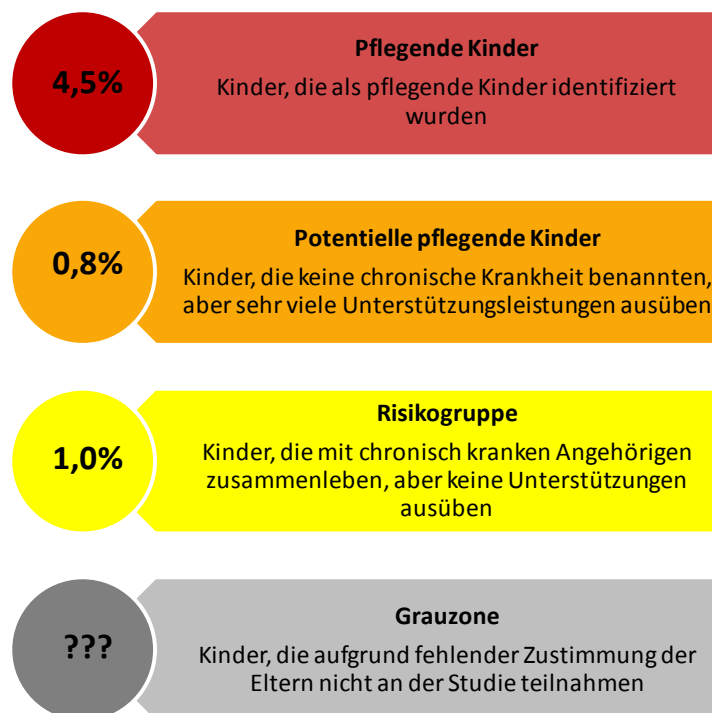 4,5%
Pflegende Kinder
Kinder, die als pflegende Kinder identifiziert
wurden
0,8%
Potentielle pflegende Kinder
Kinder, die keine chronische Krankheit benannten,
aber sehr viele Unterstützungsleistungen ausüben
1,0%
Risikogruppe
Kinder, die mit chronisch kranken Angehörigen
zusammenleben, aber keine Unterstützungen
ausüben
???
Grauzone
Kinder, die aufgrund fehlender Zustimmung der
Eltern nicht an der Studie teilnahmen